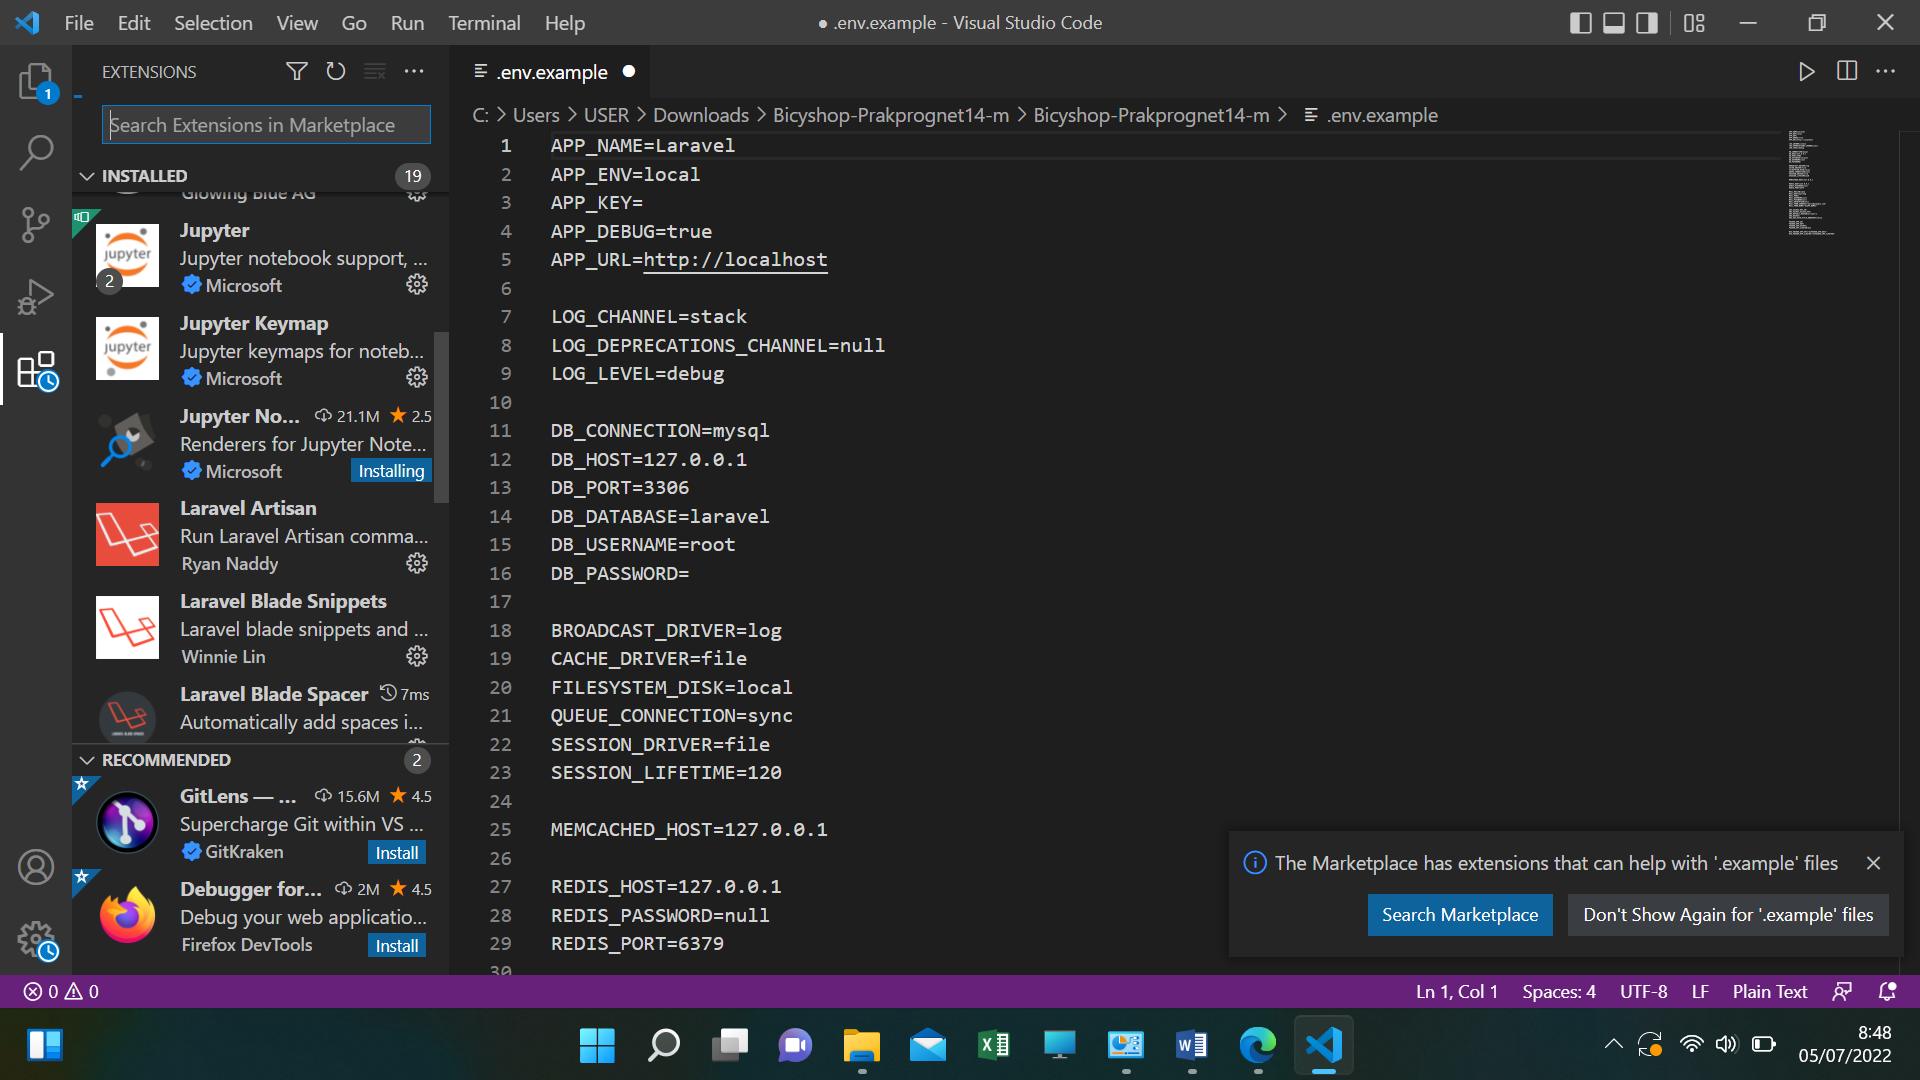 File Edit Selection View Go Run Terminal Help
● .env.example - Visual Studio Code
EXTENSIONS
1
Search Extensions in Marketplace
INSTALLED 19
Glowing Blue AG
Jupyter
Jupyter notebook support, ...
Microsoft
2
Jupyter Keymap
Jupyter keymaps for noteb...
Microsoft
Jupyter No... 21.1M 2.5
Renderers for Jupyter Note...
Microsoft Installing
Laravel Artisan
Run Laravel Artisan comma...
Ryan Naddy
Laravel Blade Snippets
Laravel blade snippets and ...
Winnie Lin
Laravel Blade Spacer 7ms
Automatically add spaces i...
RECOMMENDED 2
GitLens — ... 15.6M 4.5
Supercharge Git within VS ...
GitKraken Install
Debugger for... 2M 4.5
Debug your web applicatio...
Firefox DevTools Install
.env.example
C: > Users > USER > Downloads > Bicyshop-Prakprognet14-m > Bicyshop-Prakprognet14-m > .env.example
1 APP_NAME=Laravel
2 APP_ENV=local
3 APP_KEY=
4 APP_DEBUG=true
5 APP_URL=http://localhost
6
7 LOG_CHANNEL=stack
8 LOG_DEPRECATIONS_CHANNEL=null
9 LOG_LEVEL=debug
10
11 DB_CONNECTION=mysql
12 DB_HOST=127.0.0.1
13 DB_PORT=3306
14 DB_DATABASE=laravel
15 DB_USERNAME=root
16 DB_PASSWORD=
17
18 BROADCAST_DRIVER=log
19 CACHE_DRIVER=file
20 FILESYSTEM_DISK=local
21 QUEUE_CONNECTION=sync
22 SESSION_DRIVER=file
23 SESSION_LIFETIME=120
24
25 MEMCACHED_HOST=127.0.0.1
26
27 REDIS_HOST=127.0.0.1
28 REDIS_PASSWORD=null
29 REDIS_PORT=6379
30
The Marketplace has extensions that can help with '.example' files
Search Marketplace Don't Show Again for '.example' files
0 0 Ln 1, Col 1 Spaces: 4 UTF-8 LF Plain Text
8:48
05/07/2022